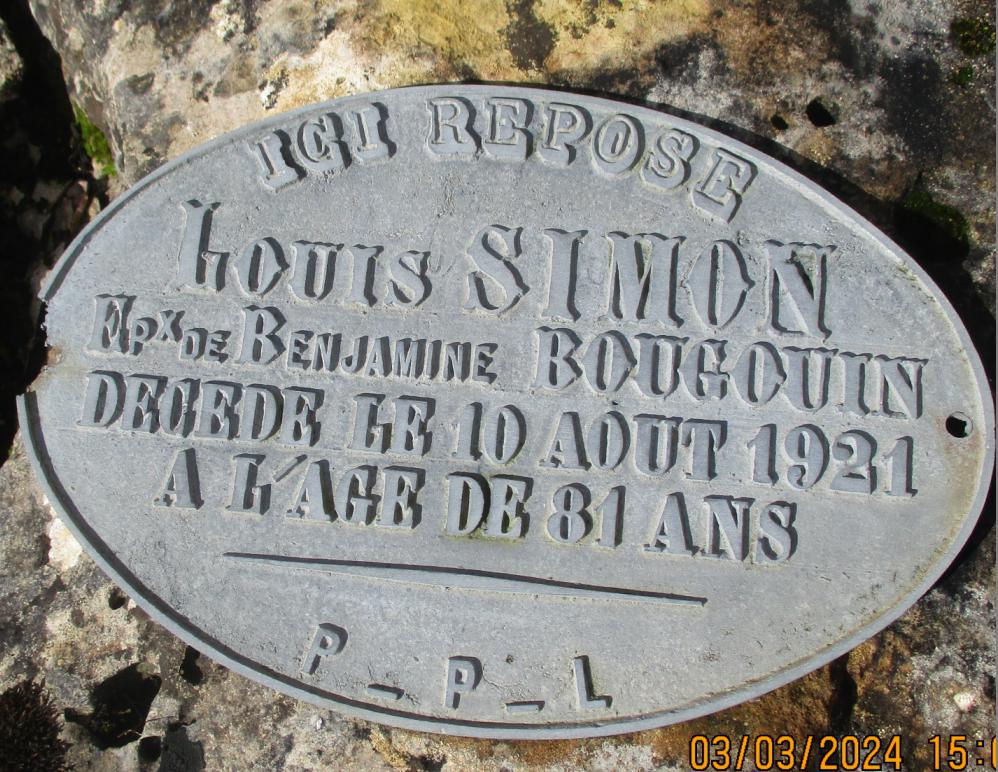 ICI REPOSE
Louis SIMON
Epx de Benjamine BOUGOUIN
DECEDE LE 10 AOUT 1921
A L'AGE DE 81 ANS
P_P_L
03/03/2024 15:0